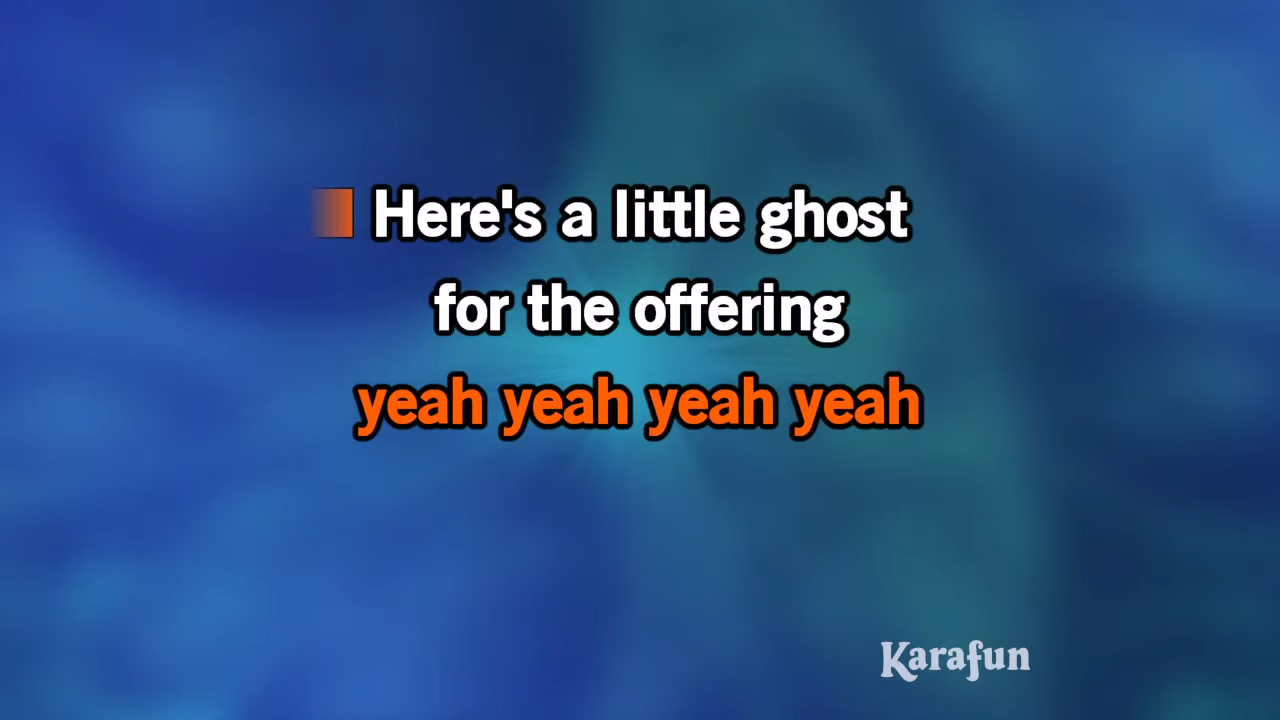 Here's a little ghost
for the offering
yeah yeah yeah yeah
Karafun